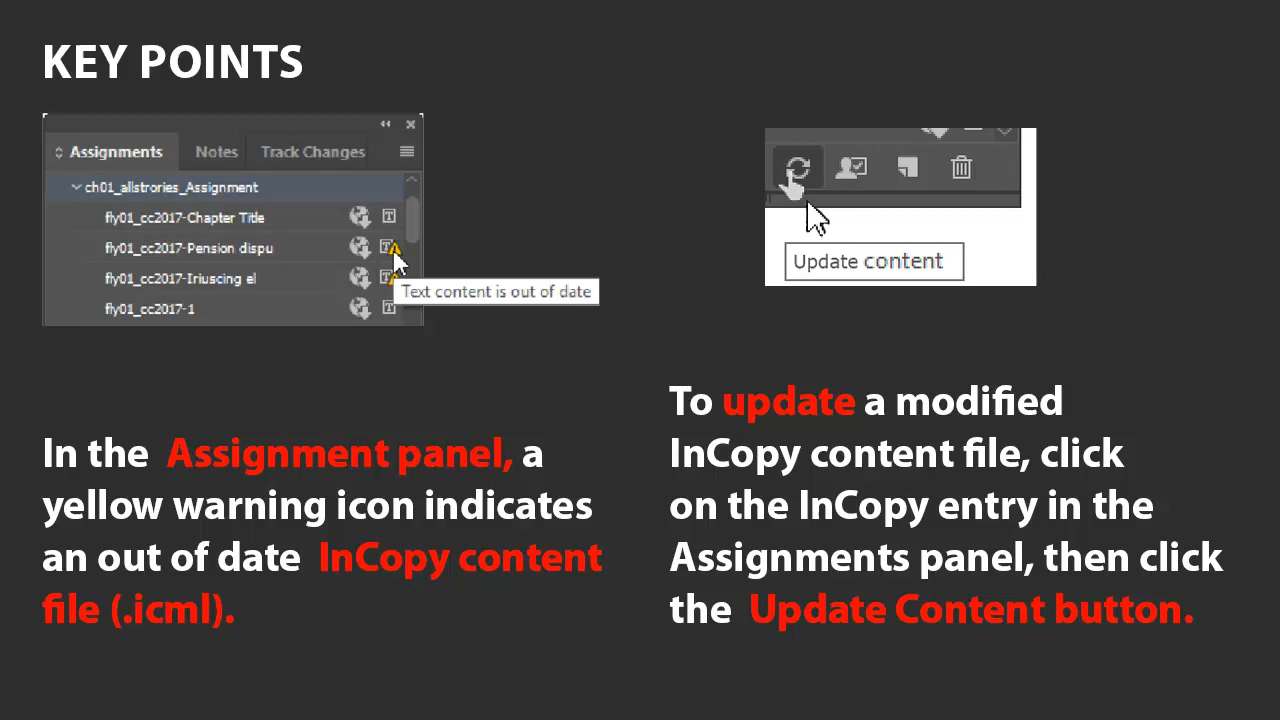 KEY POINTS
Assignments Notes Track Changes
ch01_allstrories_Assignment
fly01_cc2017-Chapter Title
fly01_cc2017-Pension dispu
fly01_cc2017-Iriuscing el
Text content is out of date
fly01_cc2017-1
Update content
In the Assignment panel, a
yellow warning icon indicates
an out of date InCopy content
file (.icml).
To update a modified
InCopy content file, click
on the InCopy entry in the
Assignments panel, then click
the Update Content button.